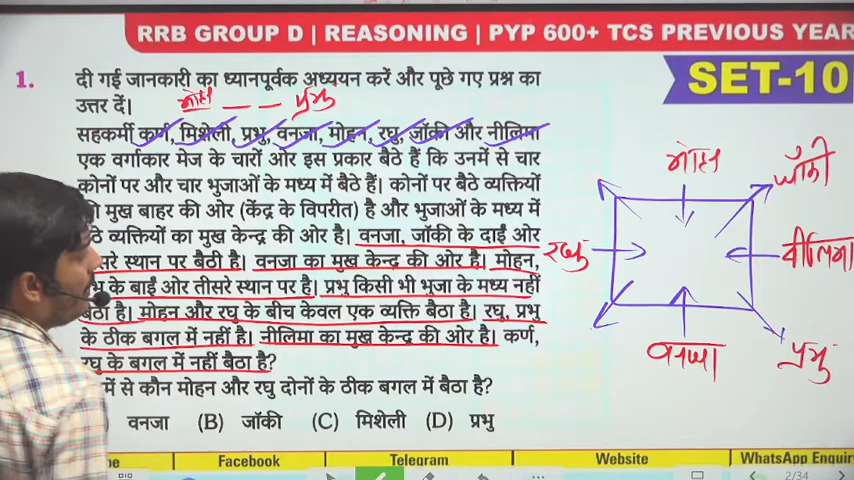 RRB GROUP D | REASONING | PYP 600+ TCS PREVIOUS YEAR
SET-10
1. दी गई जानकारी का ध्यानपूर्वक अध्ययन करें और पूछे गए प्रश्न का
उत्तर दें।
मोहन _ _ प्रभु
सहकर्मी कर्ण, मिशेली, प्रभु, वनजा, मोहन, रघु, जॉकी और नीलिमा
एक वर्गाकार मेज के चारों ओर इस प्रकार बैठे हैं कि उनमें से चार
कोनों पर और चार भुजाओं के मध्य में बैठे हैं। कोनों पर बैठे व्यक्तियों
मुख बाहर की ओर (केंद्र के विपरीत) है और भुजाओं के मध्य में
व्यक्तियों का मुख केन्द्र की ओर है। वनजा, जॉकी के दाईं ओर
स्थान पर बैठी है। वनजा का मुख केन्द्र की ओर है। मोहन,
के बाईं ओर तीसरे स्थान पर है। प्रभु किसी भी भुजा के मध्य नहीं
बैठा है। मोहन और रघु के बीच केवल एक व्यक्ति बैठा है। रघु, प्रभु
के ठीक बगल में नहीं है। नीलिमा का मुख केन्द्र की ओर है। कर्ण,
रघु के बगल में नहीं बैठा है?
में से कौन मोहन और रघु दोनों के ठीक बगल में बैठा है?
वनजा (B) जॉकी (C) मिशेली (D) प्रभु
मोहन
जॉकी
रघु
नीलिमा
वनजा
प्रभु
Facebook
Telegram
Website
WhatsApp Enquir
2/34